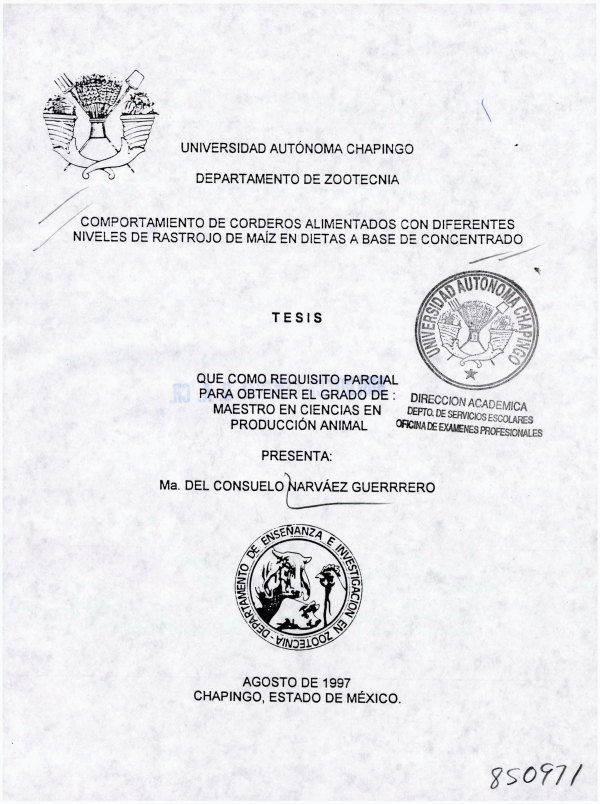 UNIVERSIDAD AUTÓNOMA CHAPINGO
DEPARTAMENTO DE ZOOTECNIA
COMPORTAMIENTO DE CORDEROS ALIMENTADOS CON DIFERENTES
NIVELES DE RASTROJO DE MAÍZ EN DIETAS A BASE DE CONCENTRADO
UNIVERSIDAD AUTONOMA CHAPINGO
TESIS
DIRECCION ACADEMICA
DEPTO. DE SERVICIOS ESCOLARES
OFICINA DE EXAMENES PROFESIONALES
QUE COMO REQUISITO PARCIAL
PARA OBTENER EL GRADO DE :
MAESTRO EN CIENCIAS EN
PRODUCCIÓN ANIMAL
PRESENTA:
Ma. DEL CONSUELO NARVÁEZ GUERRRERO
DEPARTAMENTO DE ENSEÑANZA E INVESTIGACION EN ZOOTECNIA-
AGOSTO DE 1997
CHAPINGO, ESTADO DE MÉXICO.
850971